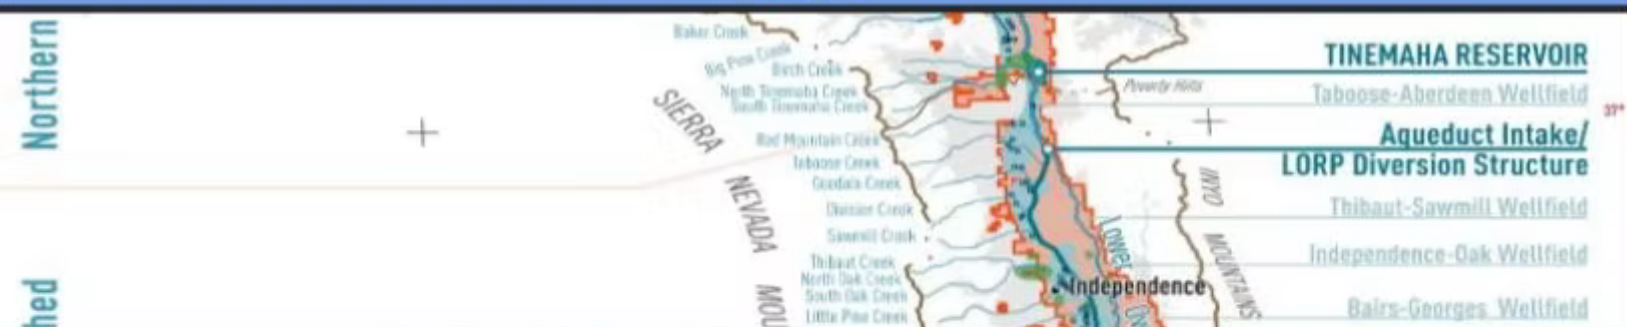 Northern
hed
Baker Creek
Big Pine Creek
Birch Creek
North Tinemaha Creek
South Tinemaha Creek
Red Mountain Creek
Taboose Creek
Goodale Creek
Division Creek
Sawmill Creek
Thibaut Creek
North Oak Creek
South Oak Creek
Little Pine Creek
SIERRA
NEVADA
MOU
Poverty Hills
INYO
MOUNTAINS
Lower
Independence
TINEMAHA RESERVOIR
Taboose-Aberdeen Wellfield
Aqueduct Intake/
LORP Diversion Structure
Thibaut-Sawmill Wellfield
Independence-Oak Wellfield
Bairs-Georges Wellfield
37°